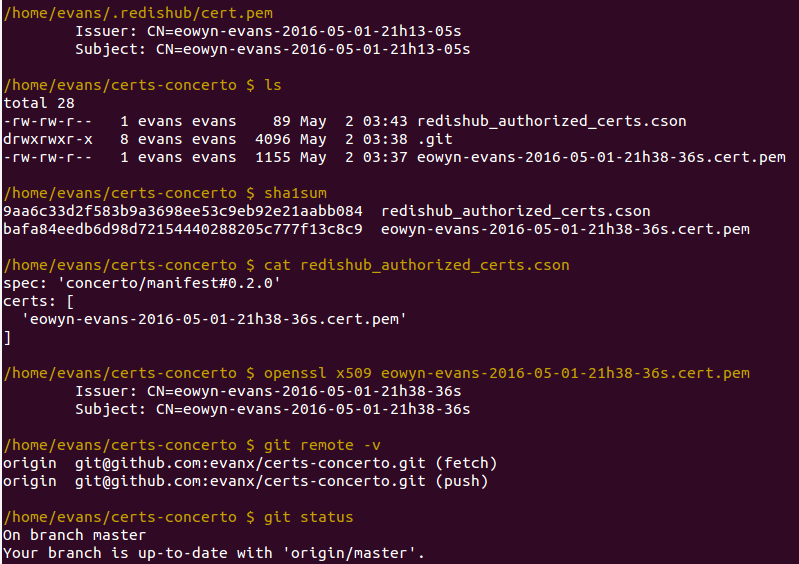 /home/evans/.redishub/cert.pem
        Issuer: CN=eowyn-evans-2016-05-01-21h13-05s
        Subject: CN=eowyn-evans-2016-05-01-21h13-05s

/home/evans/certs-concerto $ ls
total 28
-rw-rw-r--   1 evans evans    89 May  2 03:43 redishub_authorized_certs.cson
drwxrwxr-x   8 evans evans  4096 May  2 03:38 .git
-rw-rw-r--   1 evans evans  1155 May  2 03:37 eowyn-evans-2016-05-01-21h38-36s.cert.pem

/home/evans/certs-concerto $ sha1sum
9aa6c33d2f583b9a3698ee53c9eb92e21aabb084  redishub_authorized_certs.cson
bafa84eedb6d98d72154440288205c777f13c8c9  eowyn-evans-2016-05-01-21h38-36s.cert.pem

/home/evans/certs-concerto $ cat redishub_authorized_certs.cson
spec: 'concerto/manifest#0.2.0'
certs: [
  'eowyn-evans-2016-05-01-21h38-36s.cert.pem'
]

/home/evans/certs-concerto $ openssl x509 eowyn-evans-2016-05-01-21h38-36s.cert.pem
        Issuer: CN=eowyn-evans-2016-05-01-21h38-36s
        Subject: CN=eowyn-evans-2016-05-01-21h38-36s

/home/evans/certs-concerto $ git remote -v
origin  git@github.com:evanx/certs-concerto.git (fetch)
origin  git@github.com:evanx/certs-concerto.git (push)

/home/evans/certs-concerto $ git status
On branch master
Your branch is up-to-date with 'origin/master'.